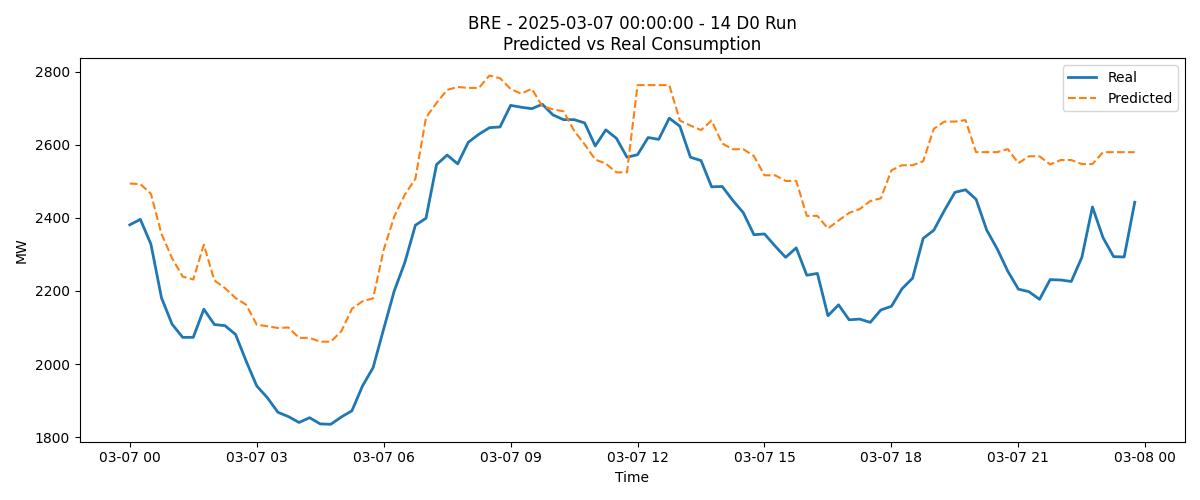 BRE - 2025-03-07 00:00:00 - 14 D0 Run
Predicted vs Real Consumption
Real
Predicted
2800
2600
2400
2200
2000
1800
MW
03-07 00
03-07 03
03-07 06
03-07 09
03-07 12
03-07 15
03-07 18
03-07 21
03-08 00
Time